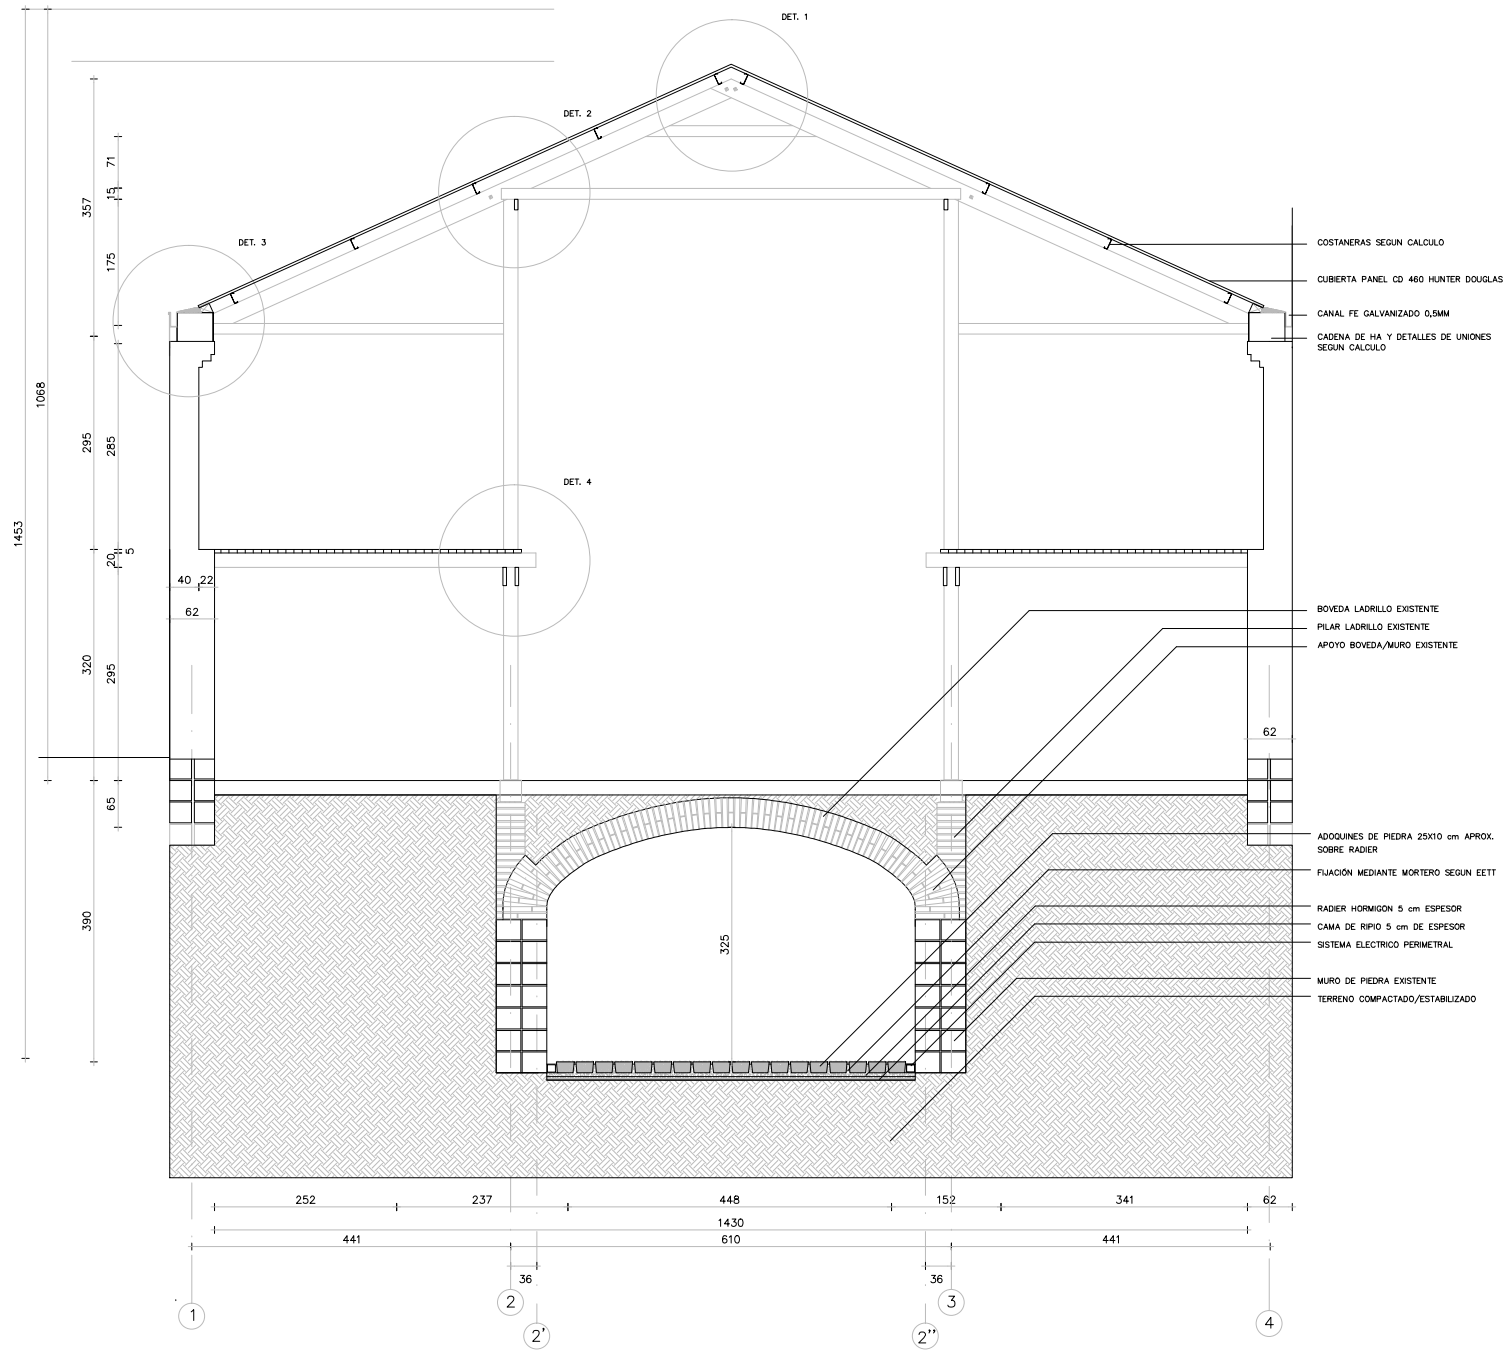 DET. 1
DET. 2
DET. 3
DET. 4
COSTANERAS SEGUN CALCULO
CUBIERTA PANEL CD 460 HUNTER DOUGLAS
CANAL FE GALVANIZADO 0,5MM
CADENA DE HA Y DETALLES DE UNIONES
SEGUN CALCULO
BOVEDA LADRILLO EXISTENTE
PILAR LADRILLO EXISTENTE
APOYO BOVEDA/MURO EXISTENTE
ADOQUINES DE PIEDRA 25X10 cm APROX.
SOBRE RADIER
FIJACIÓN MEDIANTE MORTERO SEGUN EETT
RADIER HORMIGON 5 cm ESPESOR
CAMA DE RIPIO 5 cm DE ESPESOR
SISTEMA ELECTRICO PERIMETRAL
MURO DE PIEDRA EXISTENTE
TERRENO COMPACTADO/ESTABILIZADO
1453
1068
357
295
320
390
71
15
175
285
20
5
295
65
40 22
62
62
325
252 237 448 152 341 62
1430
441 610 441
36 36
1 2 2' 2'' 3 4